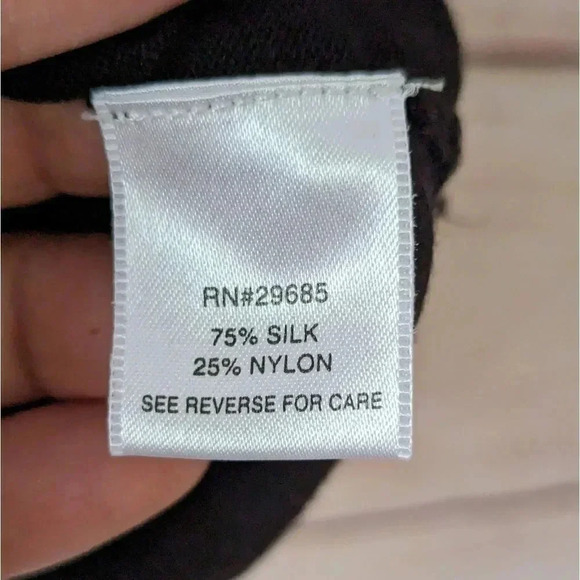 RN#29685
75% SILK
25% NYLON
SEE REVERSE FOR CARE